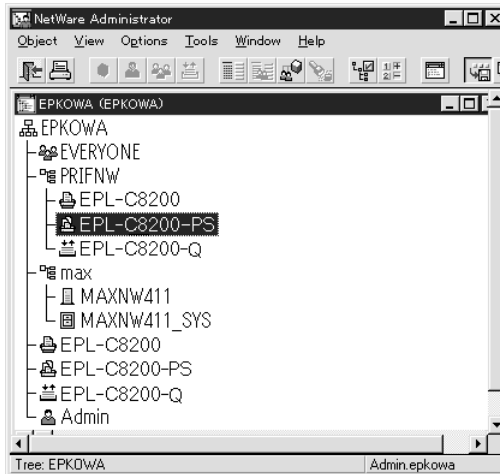 NetWare Administrator
Object View Options Tools Window Help
EPKOWA (EPKOWA)
EPKOWA
EVERYONE
PRIFNW
EPL-C8200
EPL-C8200-PS
EPL-C8200-Q
max
MAXNW411
MAXNW411_SYS
EPL-C8200
EPL-C8200-PS
EPL-C8200-Q
Admin
Tree: EPKOWA Admin.epkowa